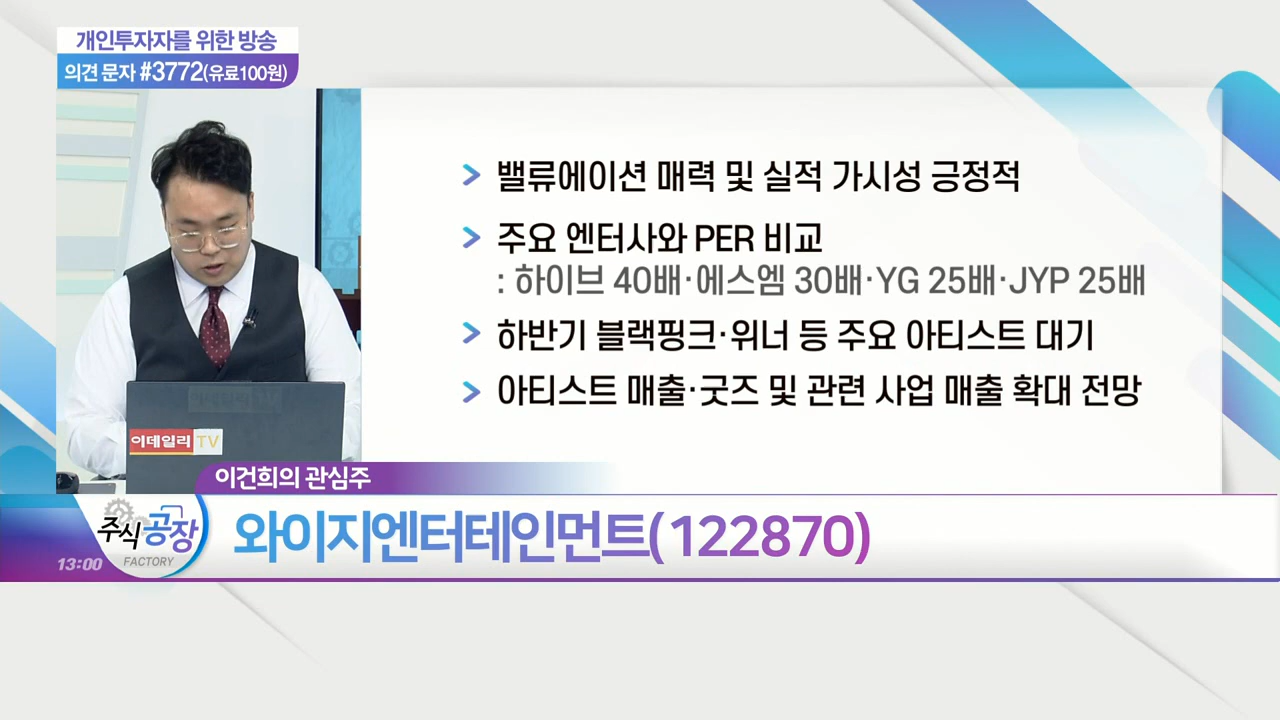 개인투자자를 위한 방송
의견 문자 #3772(유료100원)
> 밸류에이션 매력 및 실적 가시성 긍정적
> 주요 엔터사와 PER 비교
: 하이브 40배·에스엠 30배·YG 25배·JYP 25배
> 하반기 블랙핑크·위너 등 주요 아티스트 대기
> 아티스트 매출·굿즈 및 관련 사업 매출 확대 전망
이데일리 TV
이건희의 관심주
주식공장
FACTORY
13:00
와이지엔터테인먼트(122870)